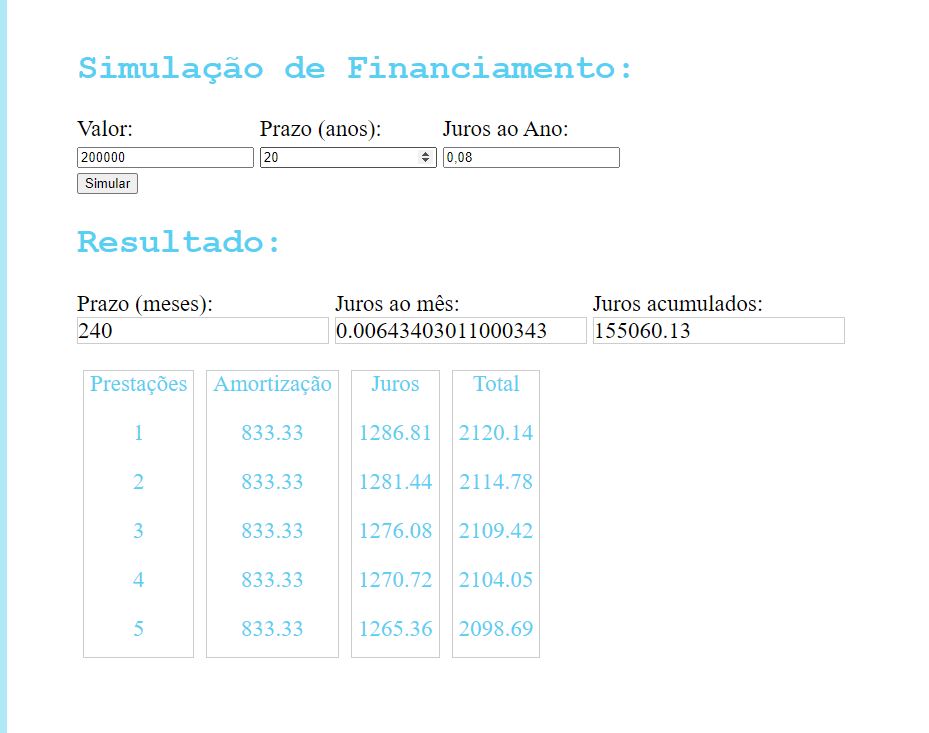 Simulação de Financiamento:
Valor: Prazo (anos): Juros ao Ano:
200000 20 0,08
Simular
Resultado:
Prazo (meses): Juros ao mês: Juros acumulados:
240 0.00643403011000343 155060.13
Prestações Amortização Juros Total
1 833.33 1286.81 2120.14
2 833.33 1281.44 2114.78
3 833.33 1276.08 2109.42
4 833.33 1270.72 2104.05
5 833.33 1265.36 2098.69